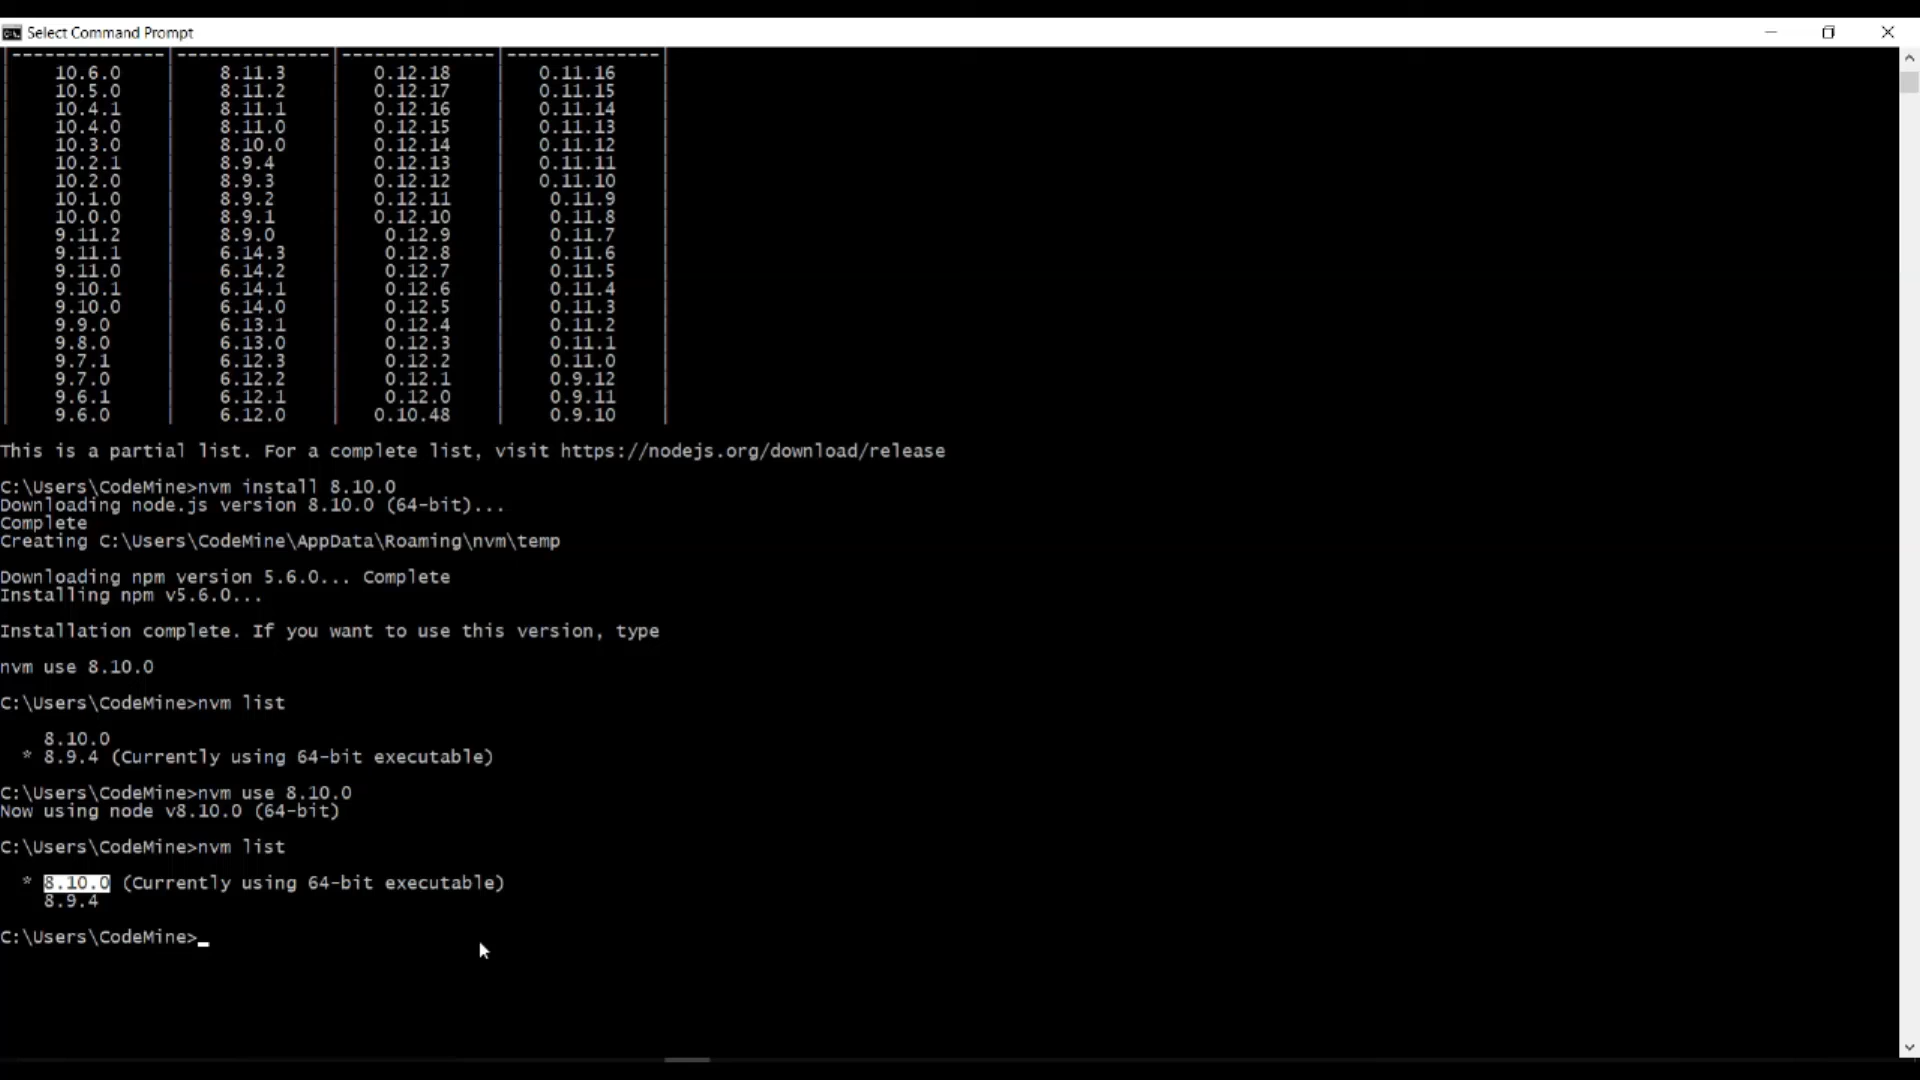 Select Command Prompt
|--------------|--------------|--------------|--------------|
| 10.6.0 | 8.11.3 | 0.12.18 | 0.11.16 |
| 10.5.0 | 8.11.2 | 0.12.17 | 0.11.15 |
| 10.4.1 | 8.11.1 | 0.12.16 | 0.11.14 |
| 10.4.0 | 8.11.0 | 0.12.15 | 0.11.13 |
| 10.3.0 | 8.10.0 | 0.12.14 | 0.11.12 |
| 10.2.1 | 8.9.4 | 0.12.13 | 0.11.11 |
| 10.2.0 | 8.9.3 | 0.12.12 | 0.11.10 |
| 10.1.0 | 8.9.2 | 0.12.11 | 0.11.9 |
| 10.0.0 | 8.9.1 | 0.12.10 | 0.11.8 |
| 9.11.2 | 8.9.0 | 0.12.9 | 0.11.7 |
| 9.11.1 | 6.14.3 | 0.12.8 | 0.11.6 |
| 9.11.0 | 6.14.2 | 0.12.7 | 0.11.5 |
| 9.10.1 | 6.14.1 | 0.12.6 | 0.11.4 |
| 9.10.0 | 6.14.0 | 0.12.5 | 0.11.3 |
| 9.9.0 | 6.13.1 | 0.12.4 | 0.11.2 |
| 9.8.0 | 6.13.0 | 0.12.3 | 0.11.1 |
| 9.7.1 | 6.12.3 | 0.12.2 | 0.11.0 |
| 9.7.0 | 6.12.2 | 0.12.1 | 0.9.12 |
| 9.6.1 | 6.12.1 | 0.12.0 | 0.9.11 |
| 9.6.0 | 6.12.0 | 0.10.48 | 0.9.10 |
This is a partial list. For a complete list, visit https://nodejs.org/download/release
C:\Users\CodeMine>nvm install 8.10.0
Downloading node.js version 8.10.0 (64-bit)...
Complete
Creating C:\Users\CodeMine\AppData\Roaming\nvm\temp
Downloading npm version 5.6.0... Complete
Installing npm v5.6.0...
Installation complete. If you want to use this version, type
nvm use 8.10.0
C:\Users\CodeMine>nvm list
8.10.0
* 8.9.4 (Currently using 64-bit executable)
C:\Users\CodeMine>nvm use 8.10.0
Now using node v8.10.0 (64-bit)
C:\Users\CodeMine>nvm list
* 8.10.0 (Currently using 64-bit executable)
8.9.4
C:\Users\CodeMine>_